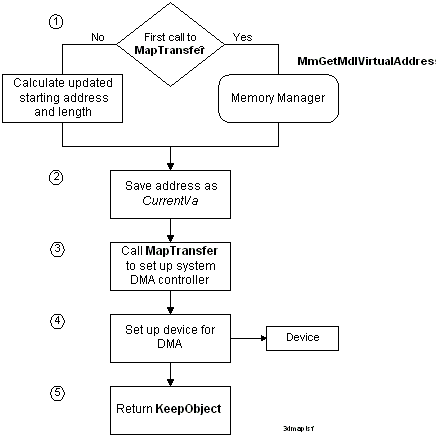 1
First call to
MapTransfer?
No
Yes
MmGetMdlVirtualAddress
Calculate updated
starting address
and length
Memory Manager
2
Save address as
CurrentVa
3
Call MapTransfer
to set up system
DMA controller
4
Set up device for
DMA
Device
5
Return KeepObject